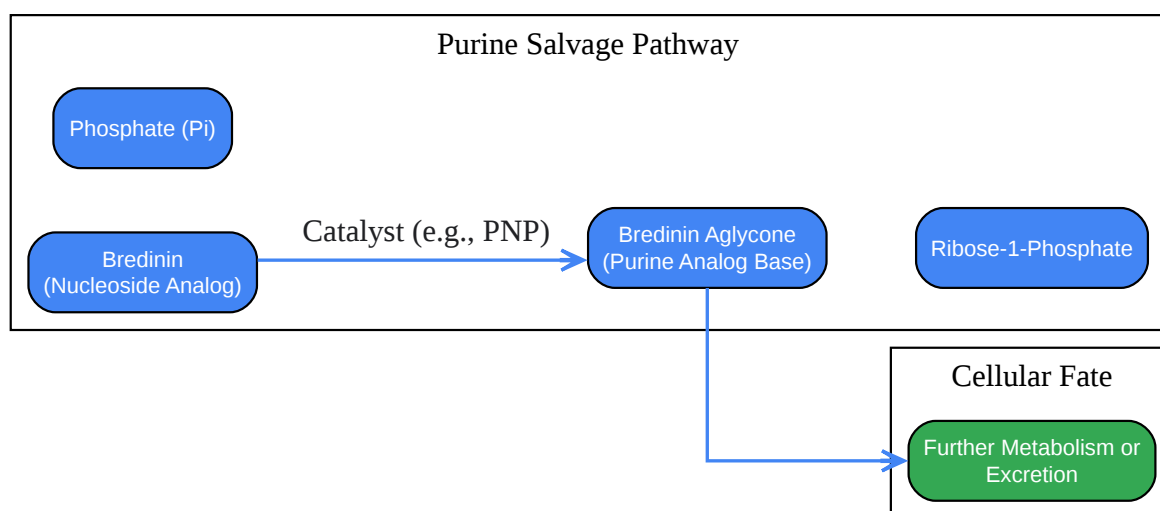 Purine Salvage Pathway
Phosphate (Pi)
Catalyst (e.g., PNP)
Bredinin
(Nucleoside Analog)
Bredinin Aglycone
(Purine Analog Base)
Ribose-1-Phosphate
Cellular Fate
Further Metabolism or
Excretion